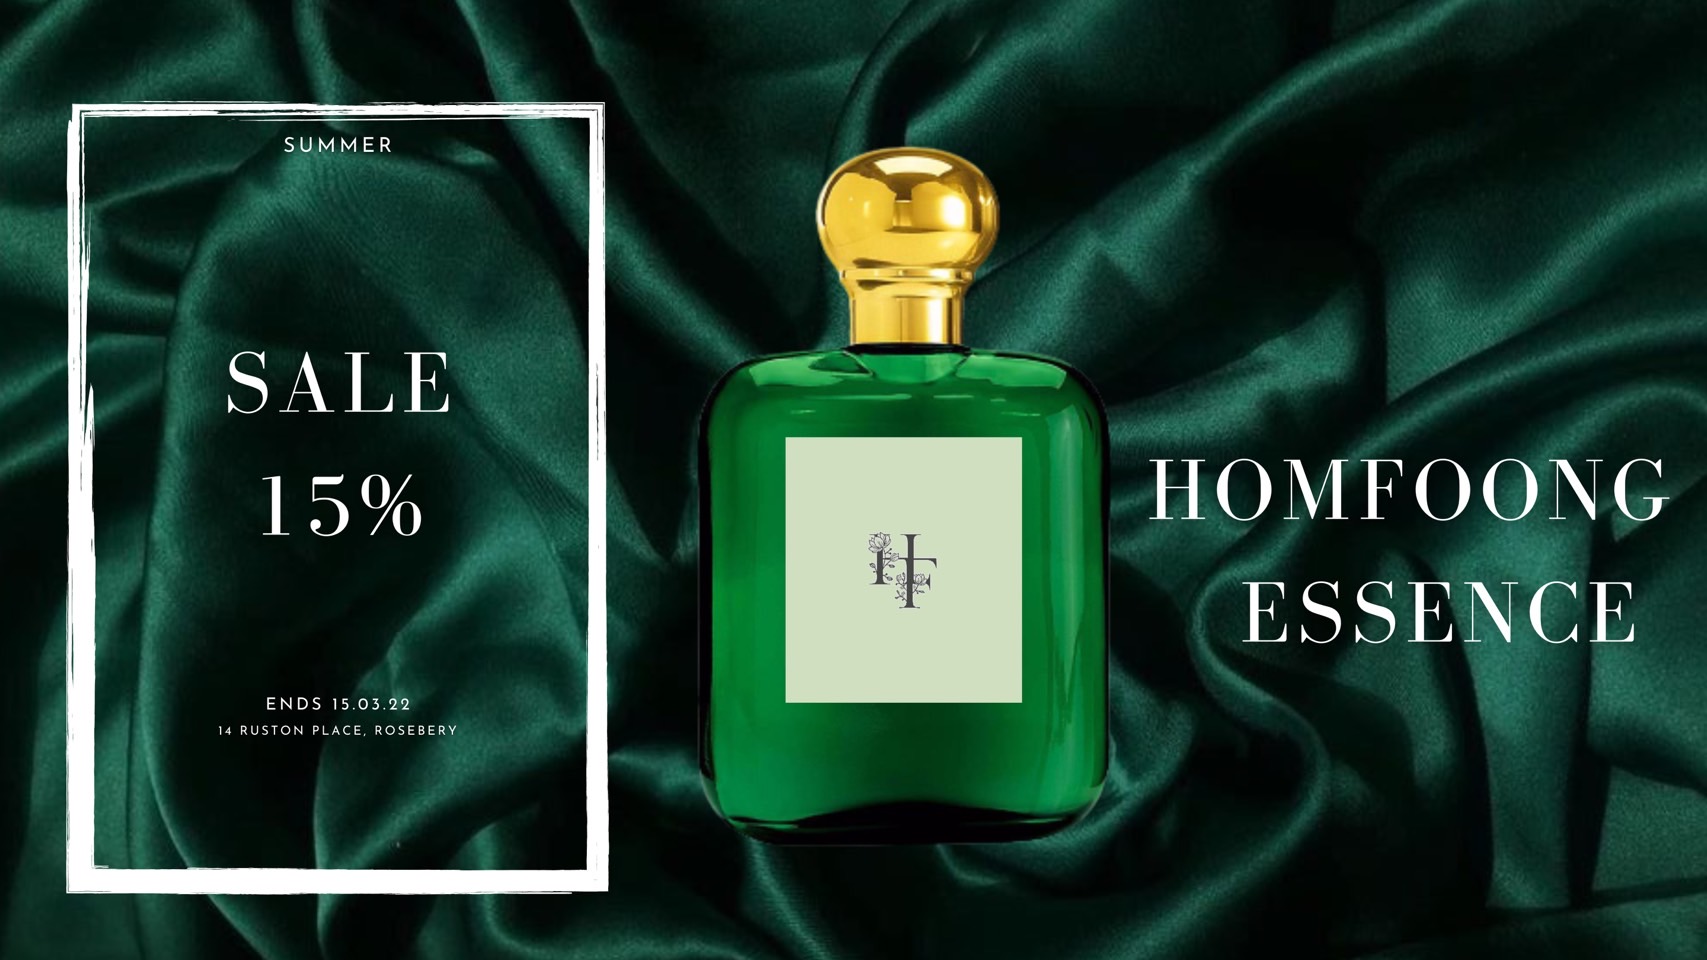 SUMMER
SALE
15%
ENDS 15.03.22
14 RUSTON PLACE, ROSEBERY
HF
HOMFOONG
ESSENCE